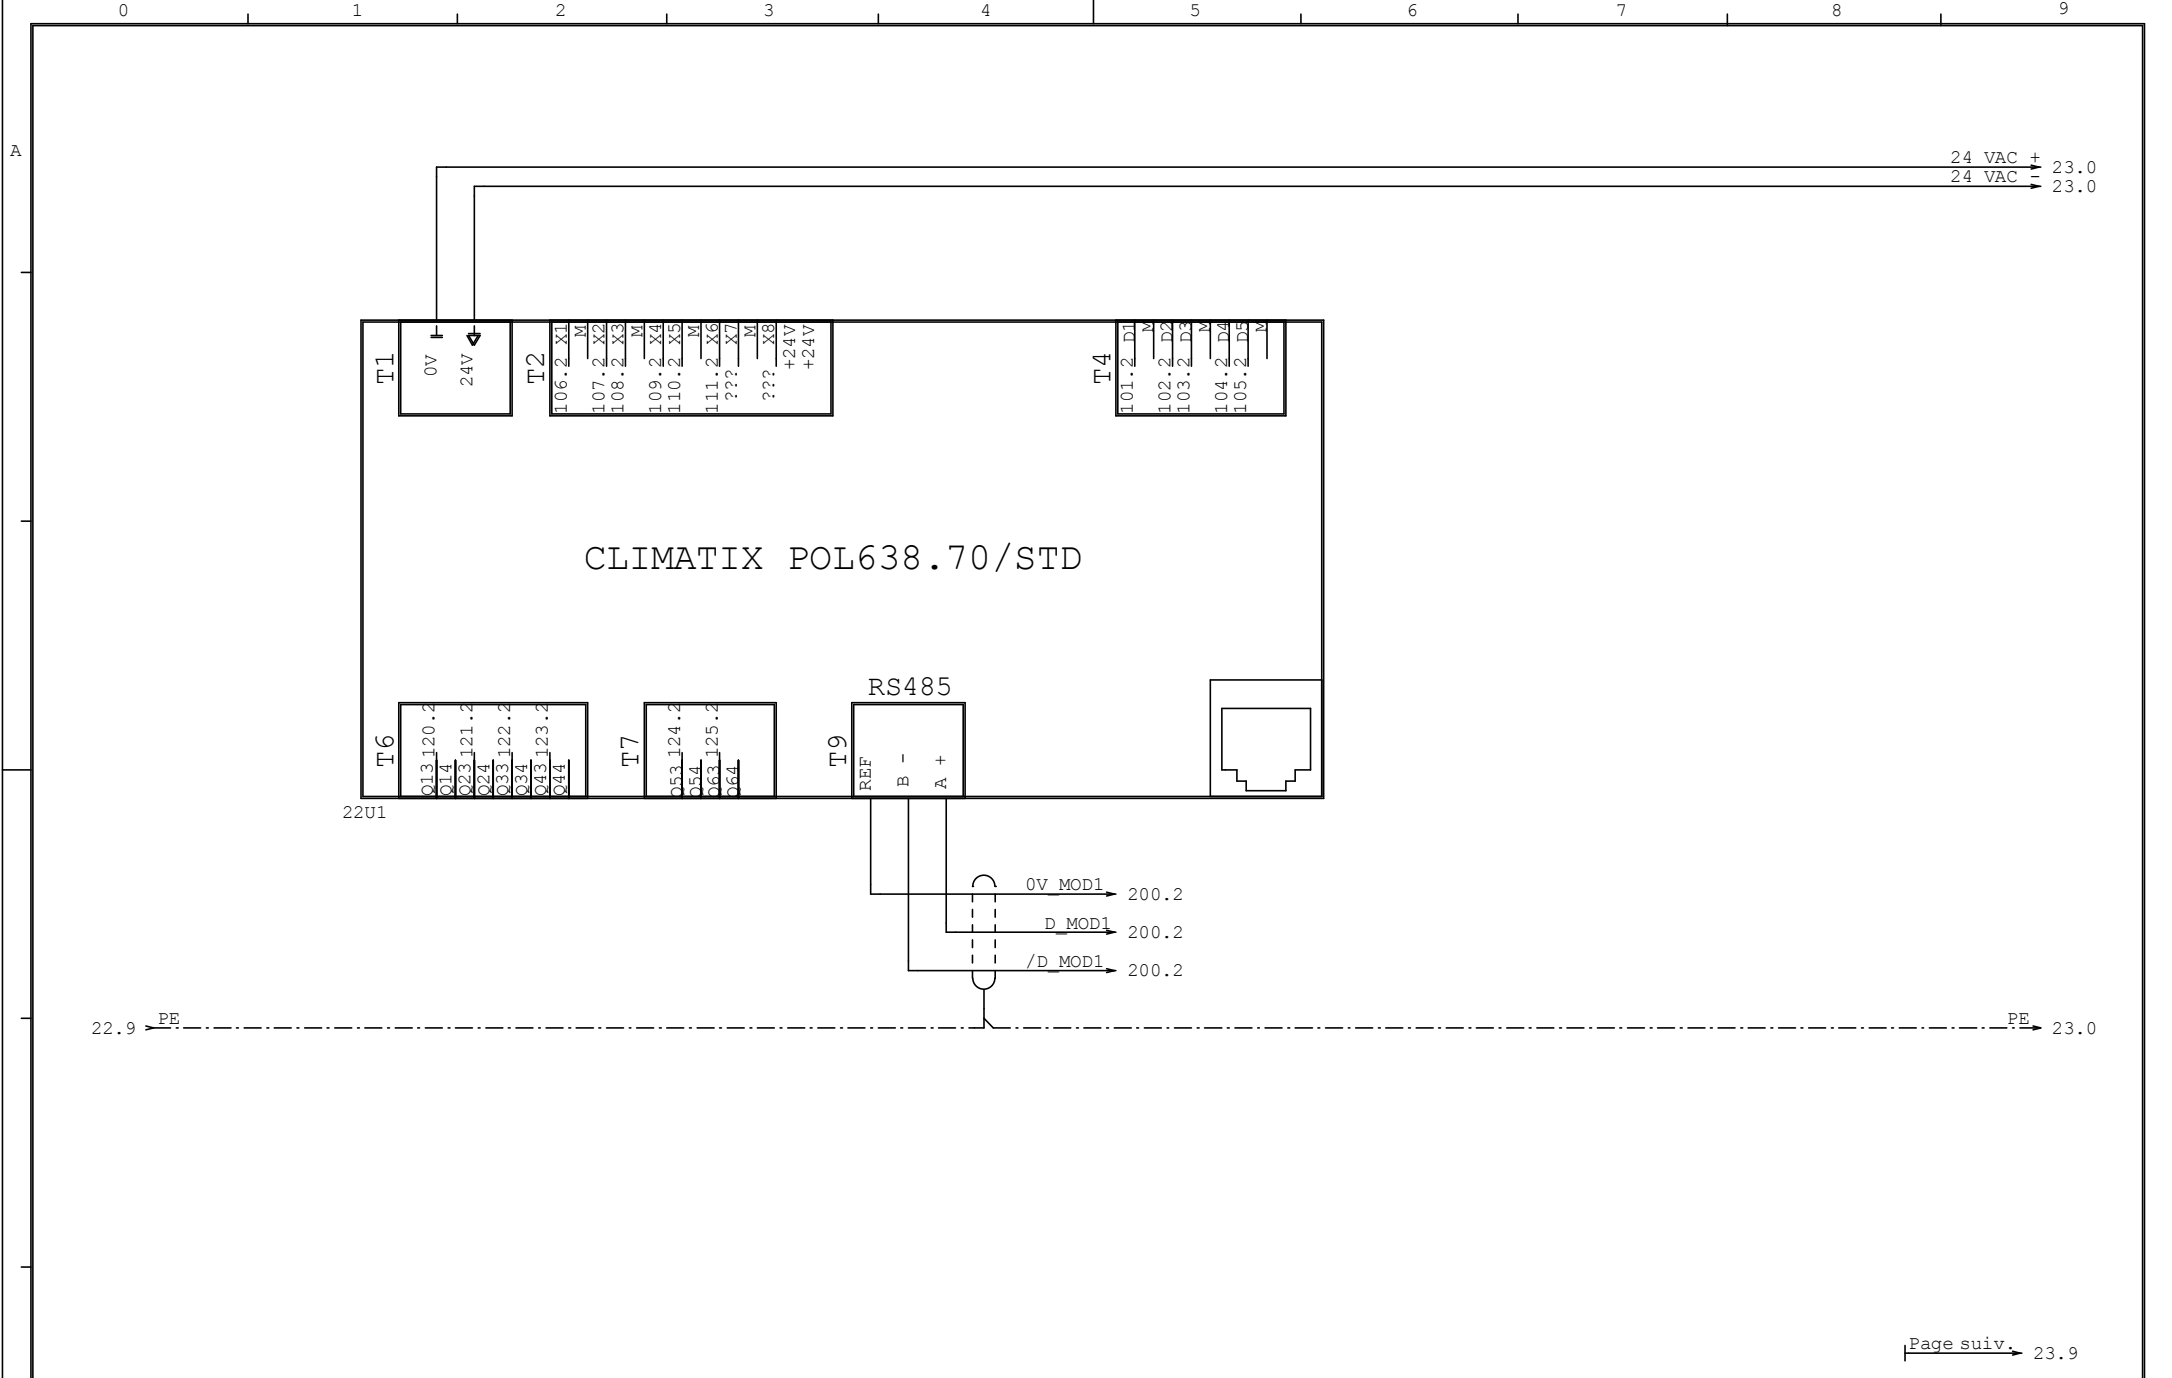 0 1 2 3 4 5 6 7 8 9
A
24 VAC + 23.0
24 VAC - 23.0
T1
0V
24V
T2
106.2 X1
M
107.2 X2
108.2 X3
M
109.2 X4
110.2 X5
M
111.2 X6
??? X7
M
??? X8
+24V
+24V
T4
101.2 D1
M
102.2 D2
103.2 D3
M
104.2 D4
105.2 D5
M
CLIMATIX POL638.70/STD
RS485
T6
Q13 120.2
Q14
Q23 121.2
Q24
Q33 122.2
Q34
Q43 123.2
Q44
T7
Q53 124.2
Q54
Q63 125.2
Q64
T9
REF
B -
A +
22U1
0V_MOD1 200.2
D_MOD1 200.2
/D_MOD1 200.2
22.9 PE
PE 23.0
Page suiv. 23.9